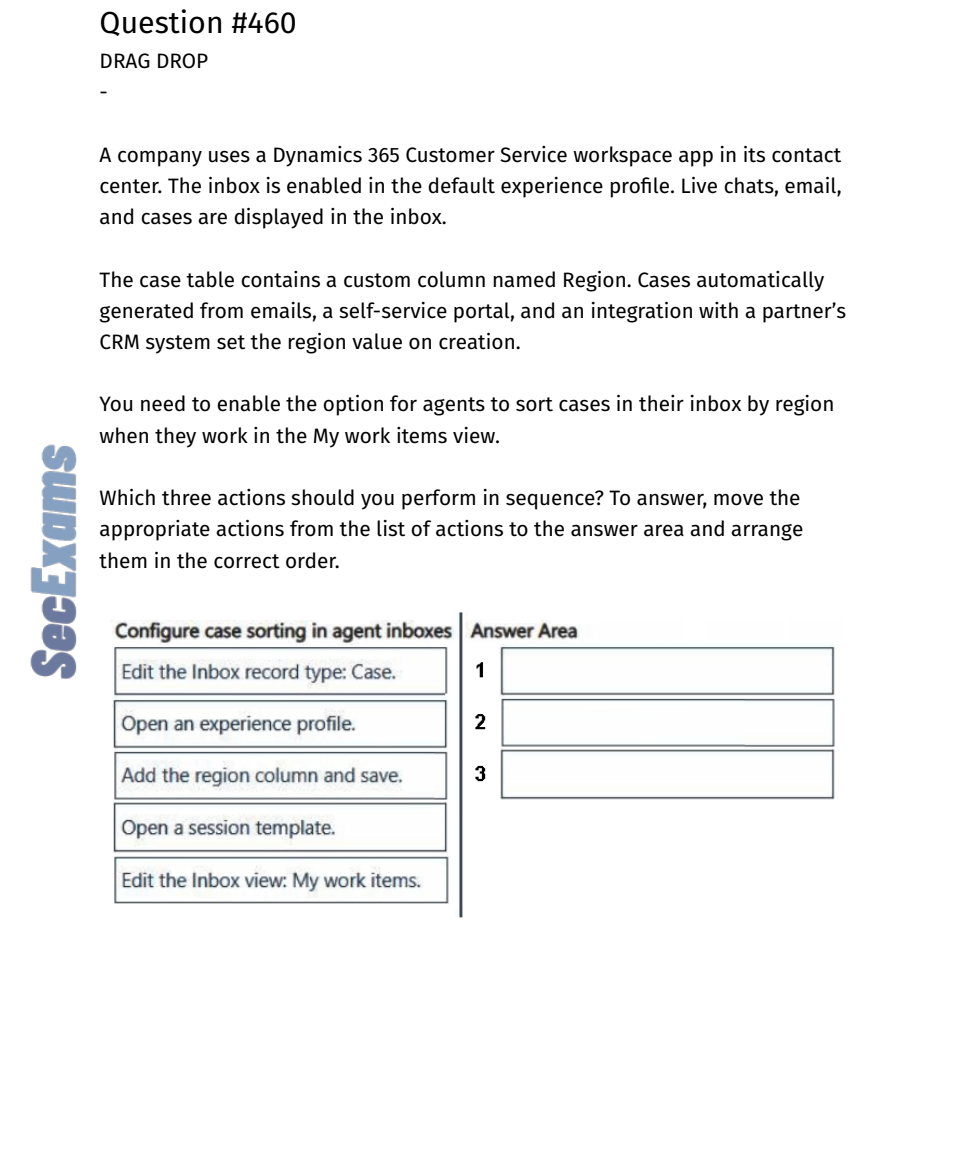 Question #460
DRAG DROP
-
A company uses a Dynamics 365 Customer Service workspace app in its contact
center. The inbox is enabled in the default experience profile. Live chats, email,
and cases are displayed in the inbox.
The case table contains a custom column named Region. Cases automatically
generated from emails, a self-service portal, and an integration with a partner’s
CRM system set the region value on creation.
You need to enable the option for agents to sort cases in their inbox by region
when they work in the My work items view.
Which three actions should you perform in sequence? To answer, move the
appropriate actions from the list of actions to the answer area and arrange
them in the correct order.
SecExams
Configure case sorting in agent inboxes
Edit the Inbox record type: Case.
Open an experience profile.
Add the region column and save.
Open a session template.
Edit the Inbox view: My work items.
Answer Area
1
2
3